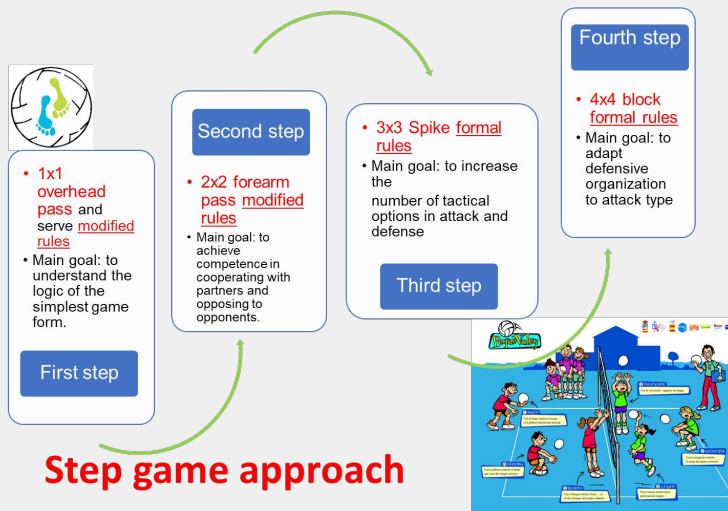 • 1x1
overhead
pass and
serve modified
rules
• Main goal: to
understand the
logic of the
simplest game
form.
First step
Second step
• 2x2 forearm
pass modified
rules
• Main goal: to
achieve
competence in
cooperating with
partners and
opposing to
opponents.
• 3x3 Spike formal
rules
• Main goal: to increase
the
number of tactical
options in attack and
defense
Third step
Fourth step
• 4x4 block
formal rules
• Main goal: to
adapt
defensive
organization
to attack type
Step game approach